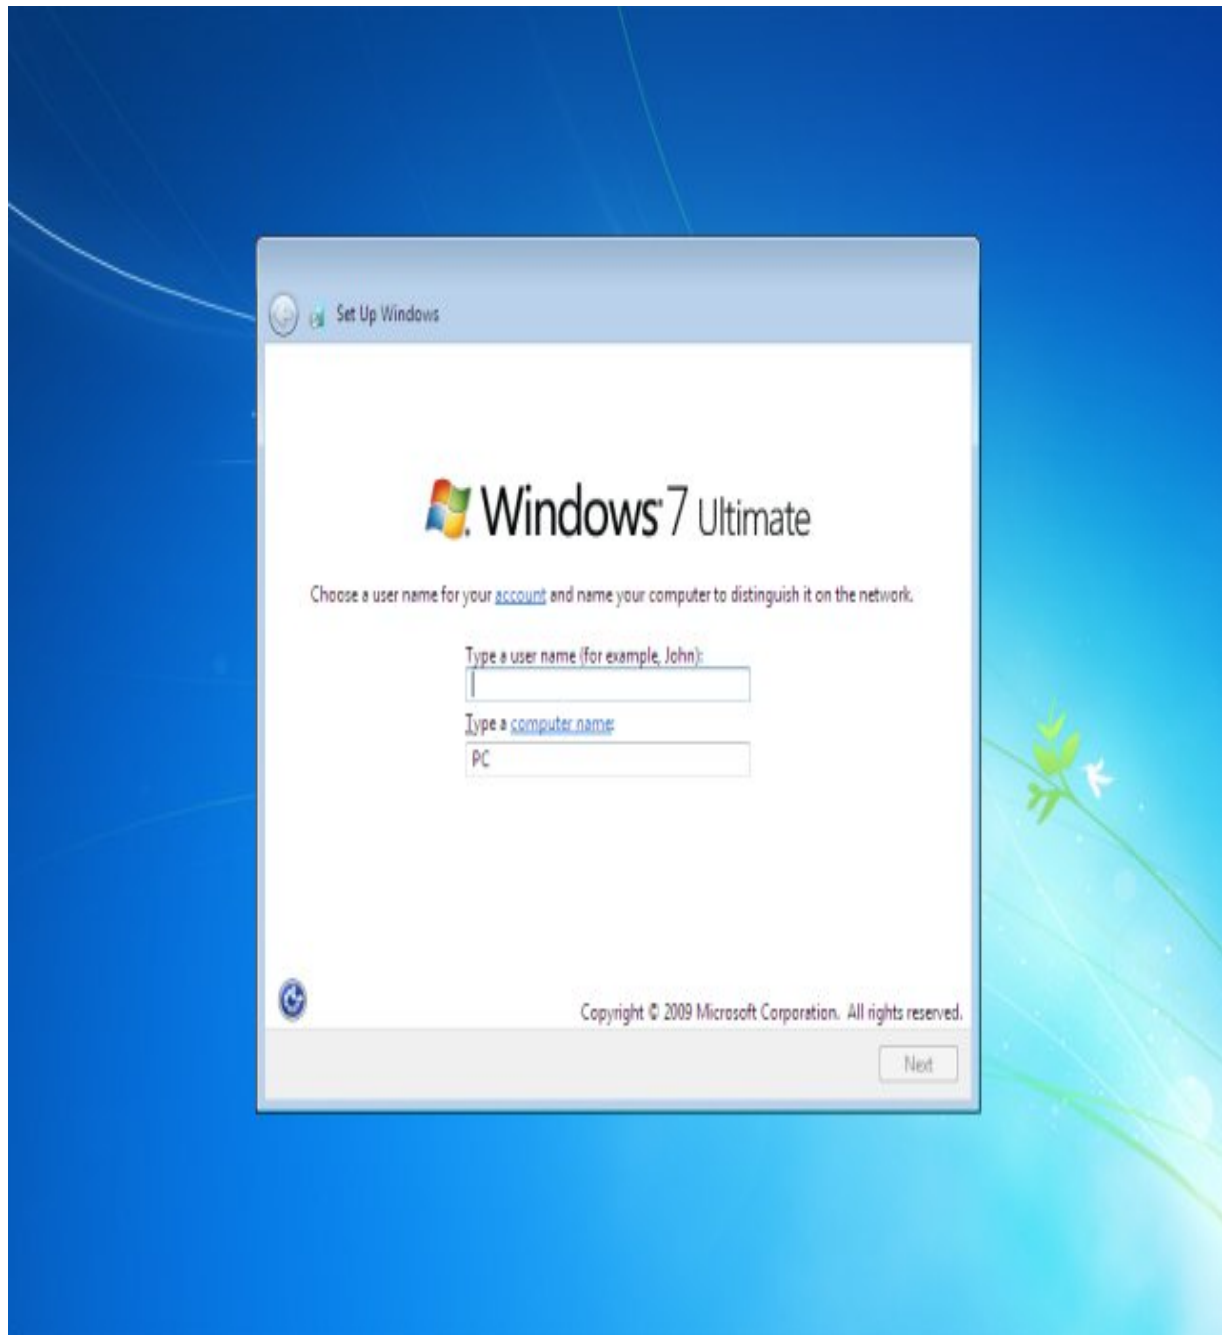 Set Up Windows
Windows® 7 Ultimate
Choose a user name for your account and name your computer to distinguish it on the network.
Type a user name (for example, John):
Type a computer name:
PC
Copyright © 2009 Microsoft Corporation. All rights reserved.
Next